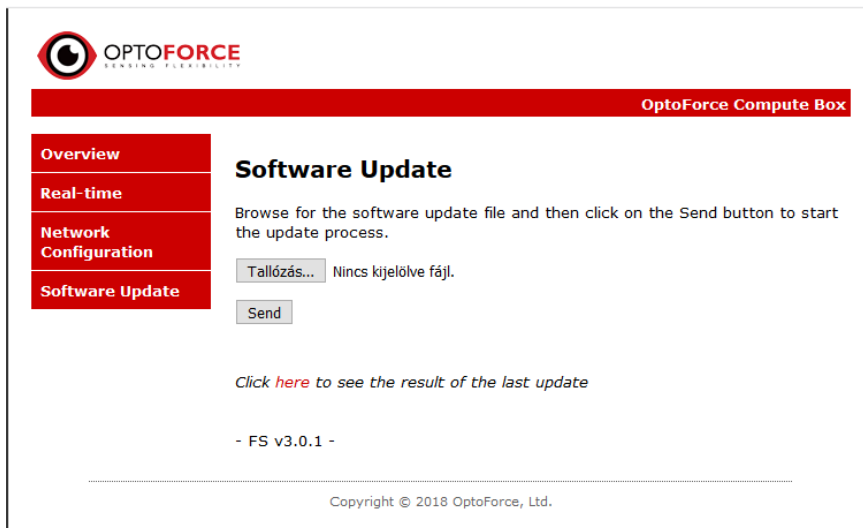 OPTOFORCE
SENSING FLEXIBILITY
OptoForce Compute Box
Overview
Real-time
Network
Configuration
Software Update
Software Update
Browse for the software update file and then click on the Send button to start
the update process.
Tallózás... Nincs kijelölve fájl.
Send
Click here to see the result of the last update
- FS v3.0.1 -
Copyright © 2018 OptoForce, Ltd.